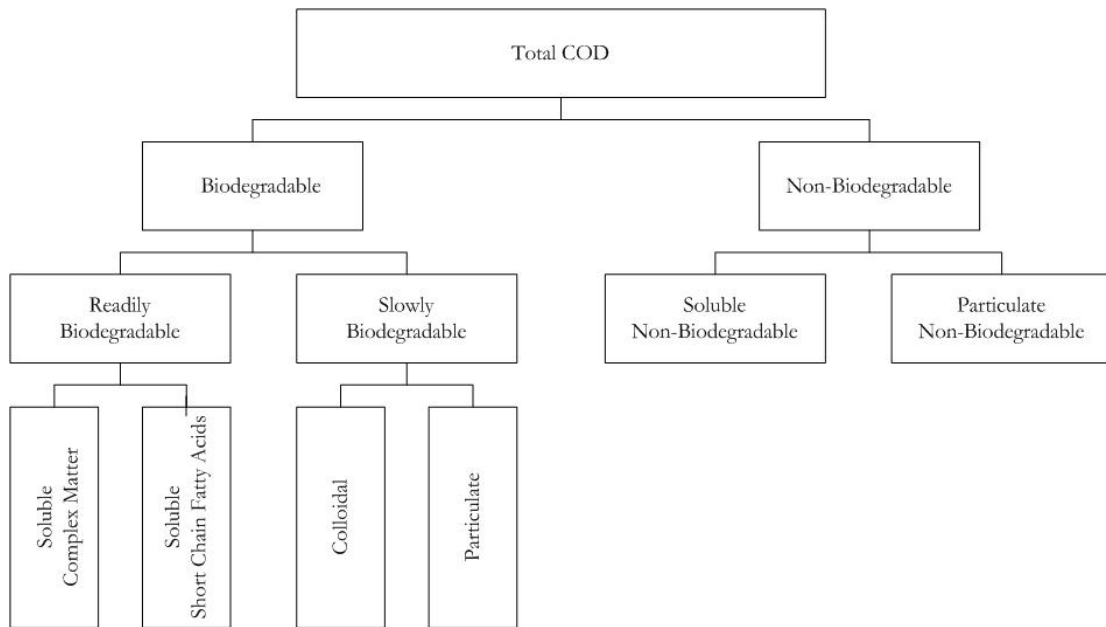 Total COD
Biodegradable
Non-Biodegradable
Readily
Biodegradable
Slowly
Biodegradable
Soluble
Non-Biodegradable
Particulate
Non-Biodegradable
Soluble
Complex Matter
Soluble
Short Chain Fatty Acids
Colloidal
Particulate